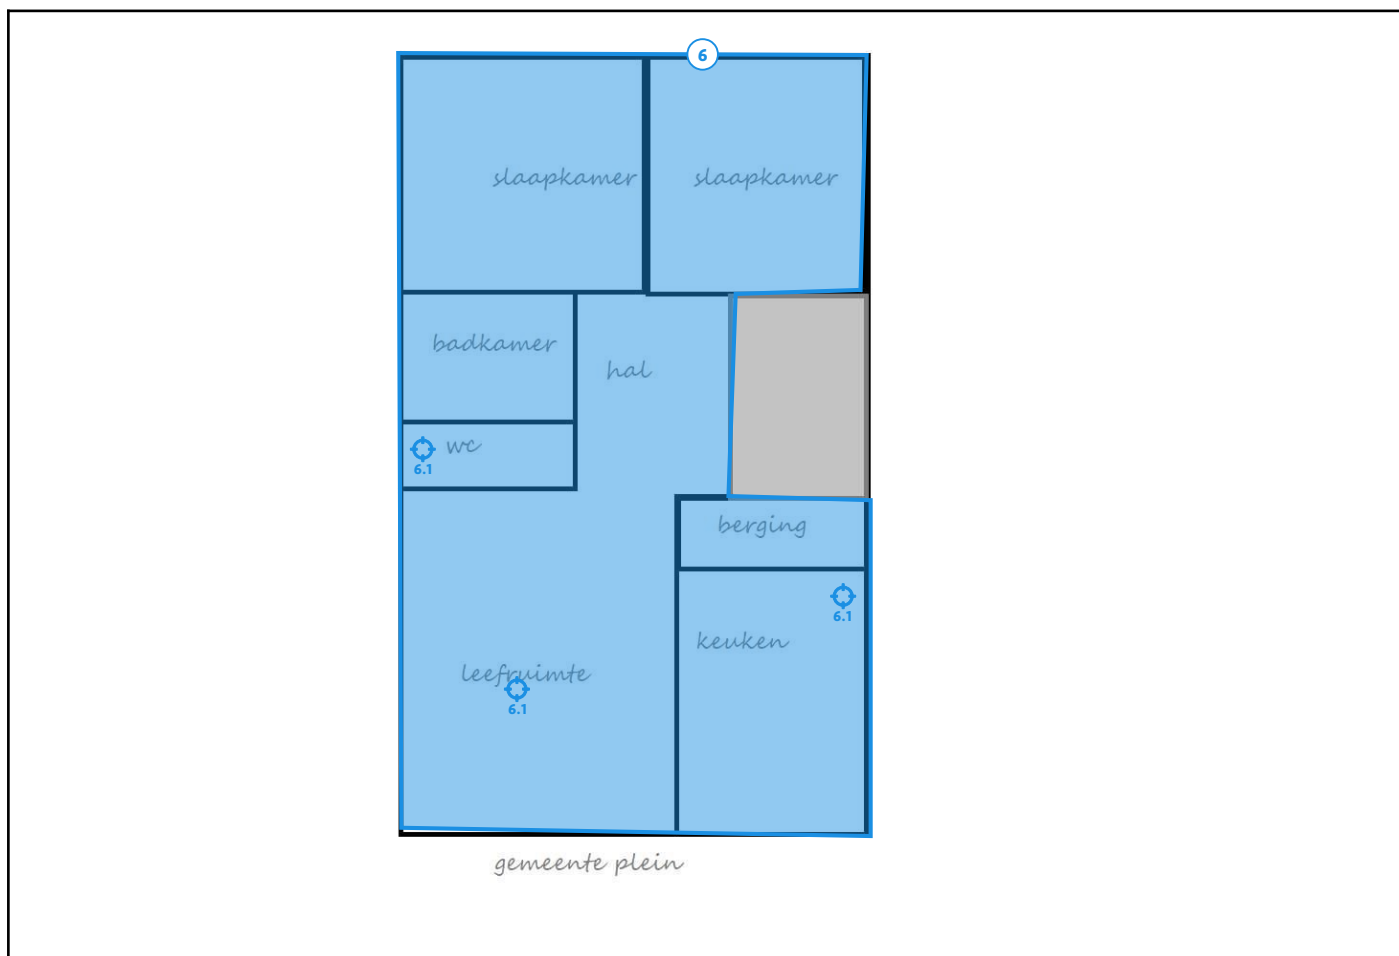 6
slaapkamer slaapkamer
badkamer
hal
wc
6.1
berging
6.1
keuken
leefruimte
6.1
gemeente plein